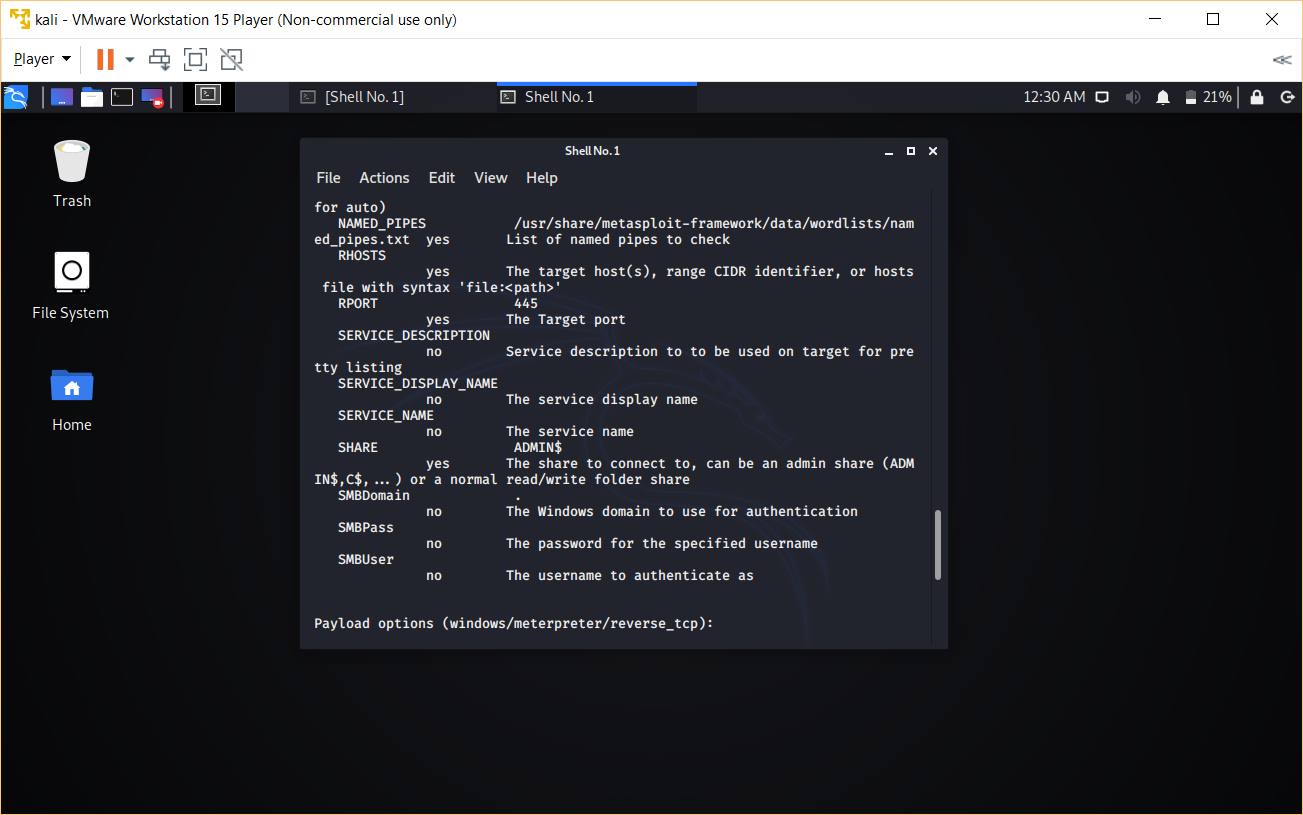 kali - VMware Workstation 15 Player (Non-commercial use only)
Player
[Shell No. 1]
Shell No. 1
12:30 AM
21%
Trash
File System
Home
Shell No. 1
File Actions Edit View Help
for auto)
NAMED_PIPES /usr/share/metasploit-framework/data/wordlists/nam
ed_pipes.txt yes List of named pipes to check
RHOSTS
yes The target host(s), range CIDR identifier, or hosts
file with syntax 'file:<path>'
RPORT 445
yes The Target port
SERVICE_DESCRIPTION
no Service description to to be used on target for pre
tty listing
SERVICE_DISPLAY_NAME
no The service display name
SERVICE_NAME
no The service name
SHARE ADMIN$
yes The share to connect to, can be an admin share (ADM
IN$,C$,...) or a normal read/write folder share
SMBDomain .
no The Windows domain to use for authentication
SMBPass
no The password for the specified username
SMBUser
no The username to authenticate as
Payload options (windows/meterpreter/reverse_tcp):